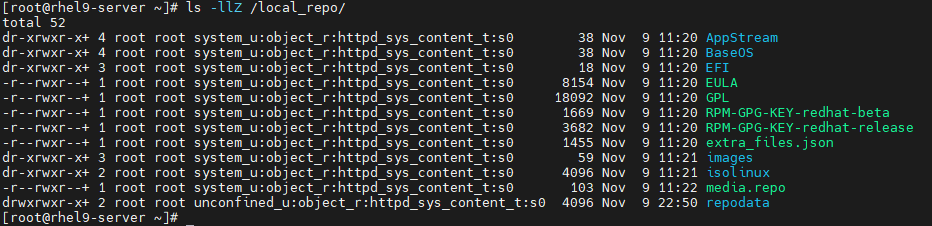 [root@rhel9-server ~]# ls -llZ /local_repo/
total 52
dr-xrwxr-x+ 4 root root system_u:object_r:httpd_sys_content_t:s0 38 Nov 9 11:20 AppStream
dr-xrwxr-x+ 4 root root system_u:object_r:httpd_sys_content_t:s0 38 Nov 9 11:20 BaseOS
dr-xrwxr-x+ 3 root root system_u:object_r:httpd_sys_content_t:s0 18 Nov 9 11:20 EFI
-r--rwxr--+ 1 root root system_u:object_r:httpd_sys_content_t:s0 8154 Nov 9 11:20 EULA
-r--rwxr--+ 1 root root system_u:object_r:httpd_sys_content_t:s0 18092 Nov 9 11:20 GPL
-r--rwxr--+ 1 root root system_u:object_r:httpd_sys_content_t:s0 1669 Nov 9 11:20 RPM-GPG-KEY-redhat-beta
-r--rwxr--+ 1 root root system_u:object_r:httpd_sys_content_t:s0 3682 Nov 9 11:20 RPM-GPG-KEY-redhat-release
-r--rwxr--+ 1 root root system_u:object_r:httpd_sys_content_t:s0 1455 Nov 9 11:20 extra_files.json
dr-xrwxr-x+ 3 root root system_u:object_r:httpd_sys_content_t:s0 59 Nov 9 11:21 images
dr-xrwxr-x+ 2 root root system_u:object_r:httpd_sys_content_t:s0 4096 Nov 9 11:21 isolinux
-r--rwxr--+ 1 root root system_u:object_r:httpd_sys_content_t:s0 103 Nov 9 11:22 media.repo
drwxrwxr-x+ 2 root root unconfined_u:object_r:httpd_sys_content_t:s0 4096 Nov 9 22:50 repodata
[root@rhel9-server ~]# _